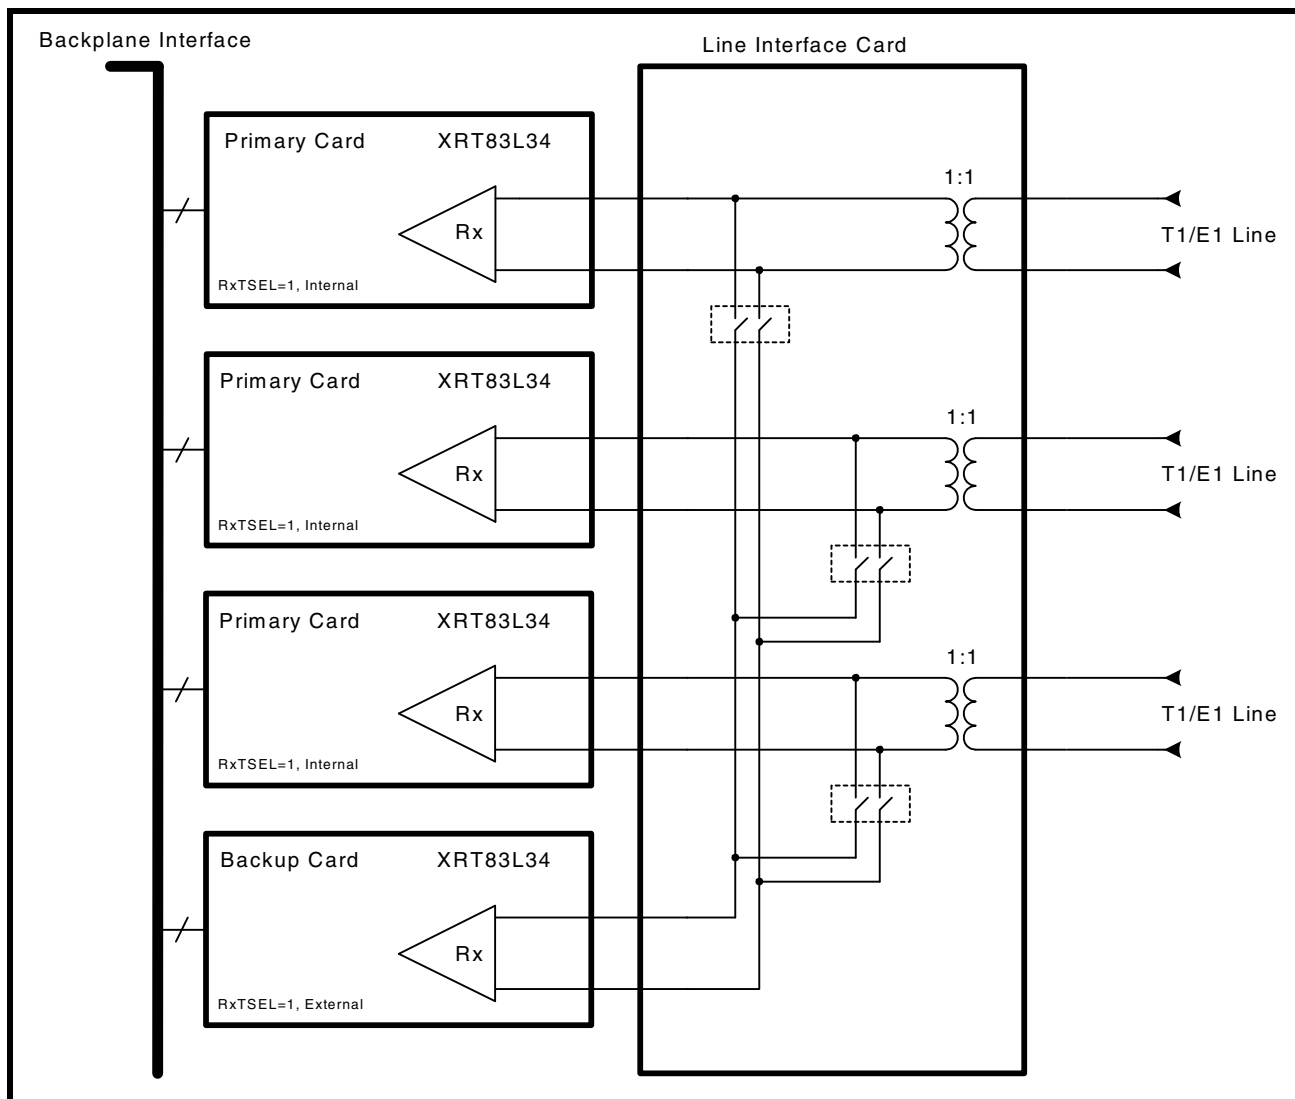 Backplane Interface
Line Interface Card
Primary Card XRT83L34
1:1
Rx
T1/E1 Line
RxTSEL=1, Internal
Primary Card XRT83L34
1:1
Rx
T1/E1 Line
RxTSEL=1, Internal
Primary Card XRT83L34
1:1
Rx
T1/E1 Line
RxTSEL=1, Internal
Backup Card XRT83L34
Rx
RxTSEL=1, External